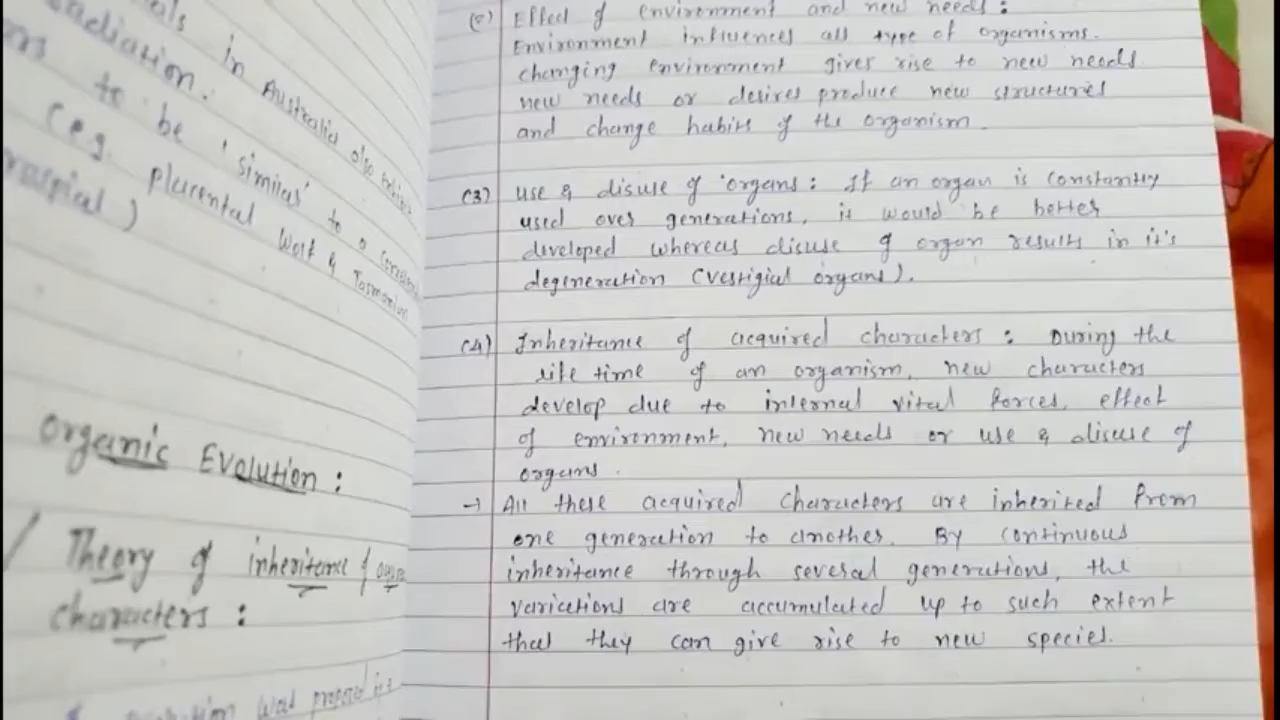 als in Australia also
adiation.
to be 'similar' to a
(eg. placental wolf & Tasmanian
)
Organic Evolution :
Theory of inheritance of
characters :
was proposed in
(2) Effect of environment and new needs :
Environment influences all type of organisms.
changing environment gives rise to new needs.
new needs or desires produce new structures
and change habits of the organism.
(3) use & disuse of organs : If an organ is constantly
used over generations, it would be better
developed whereas disuse of organ results in it's
degeneration (vestigial organs).
(4) Inheritance of acquired characters : During the
life time of an organism, new characters
develop due to internal vital forces, effect
of environment, new needs or use & disuse of
organs.
→ All these acquired characters are inherited from
one generation to another. By continuous
inheritance through several generations, the
variations are accumulated up to such extent
that they can give rise to new species.